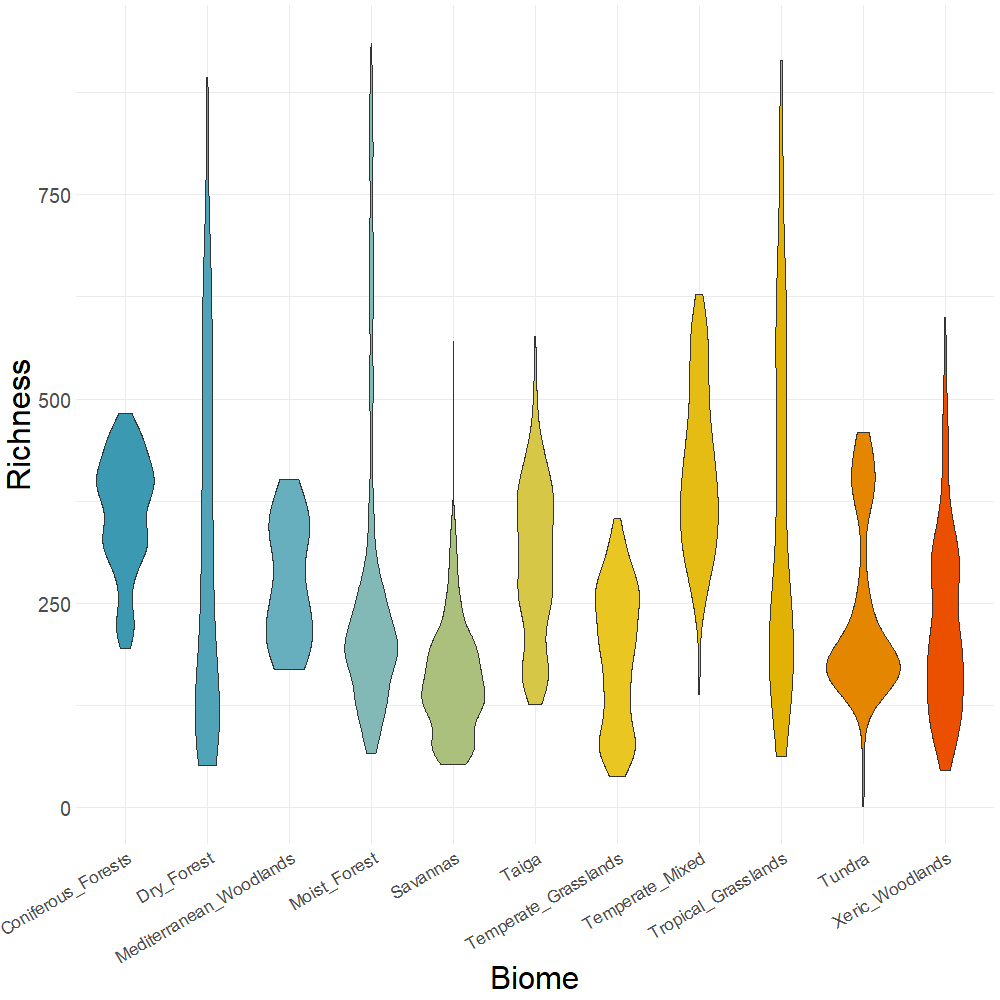 Richness
750
500
250
0
Coniferous_Forests
Dry_Forest
Mediterranean_Woodlands
Moist_Forest
Savannas
Taiga
Temperate_Grasslands
Temperate_Mixed
Tropical_Grasslands
Tundra
Xeric_Woodlands
Biome